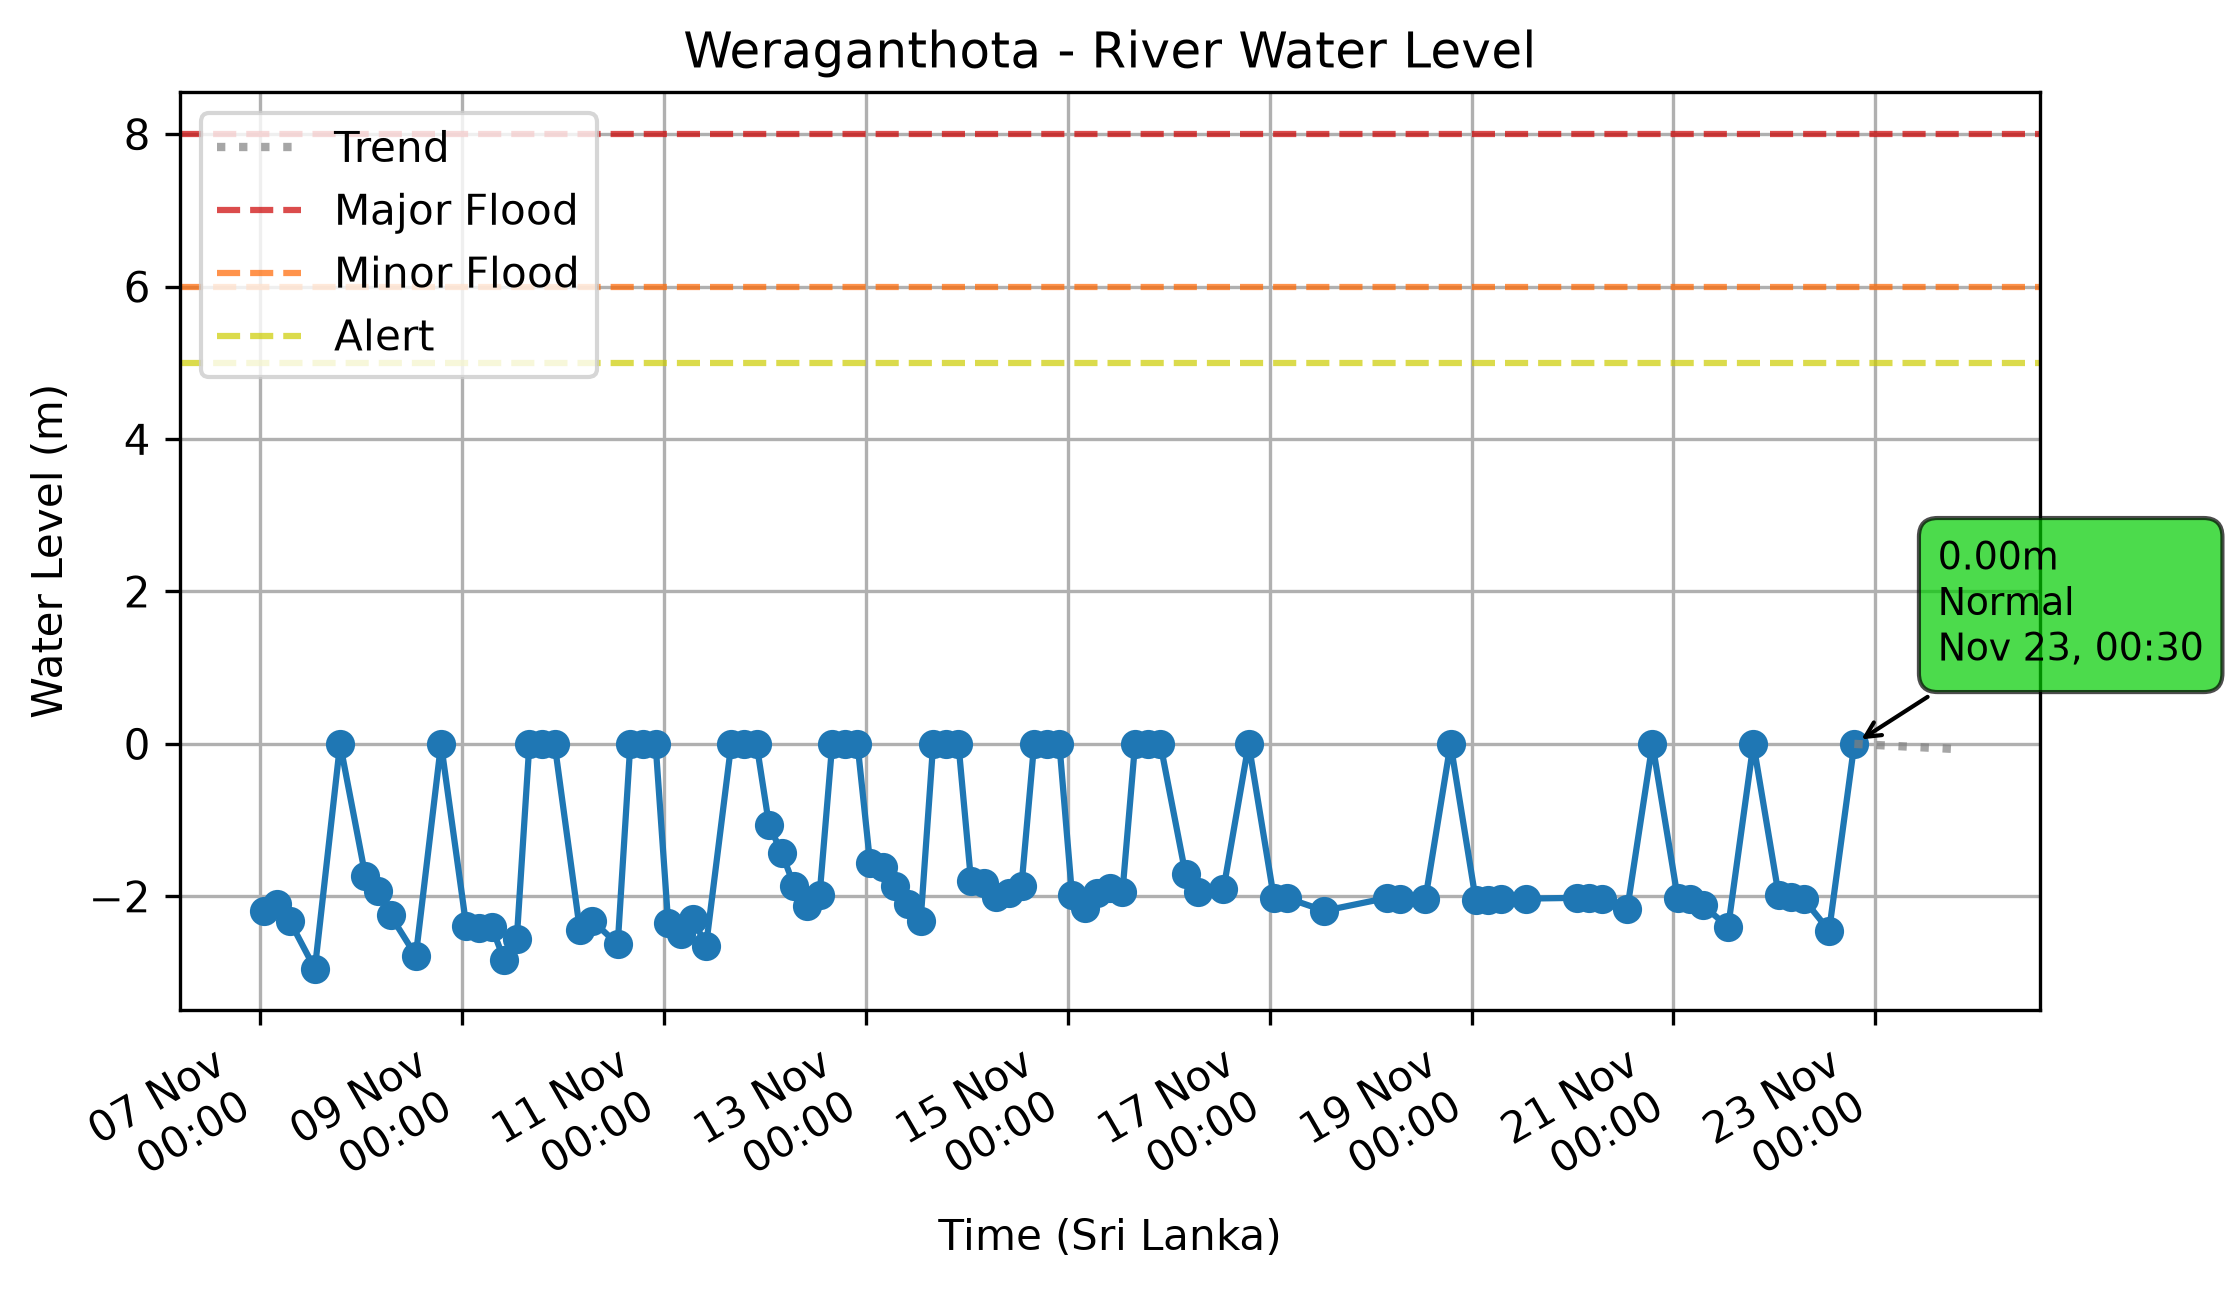 Weraganthota - River Water Level
8
6
4
2
0
−2
Water Level (m)
Trend
Major Flood
Minor Flood
Alert
0.00m
Normal
Nov 23, 00:30
07 Nov
00:00
09 Nov
00:00
11 Nov
00:00
13 Nov
00:00
15 Nov
00:00
17 Nov
00:00
19 Nov
00:00
21 Nov
00:00
23 Nov
00:00
Time (Sri Lanka)